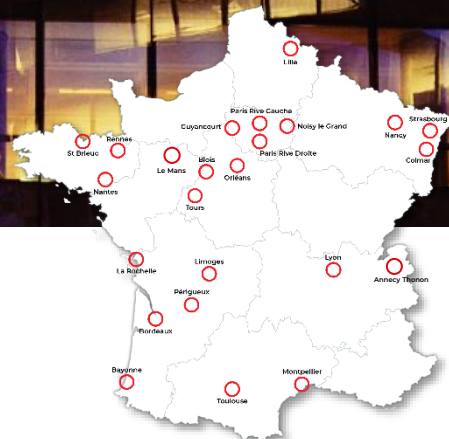 Lille
Paris Rive Gauche
Guyancourt
Noisy le Grand
Paris Rive Droite
Strasbourg
Nancy
Colmar
Rennes
St Brieuc
Le Mans
Blois
Orléans
Nantes
Tours
La Rochelle
Limoges
Lyon
Annecy Thonon
Périgueux
Bordeaux
Bayonne
Montpellier
Toulouse